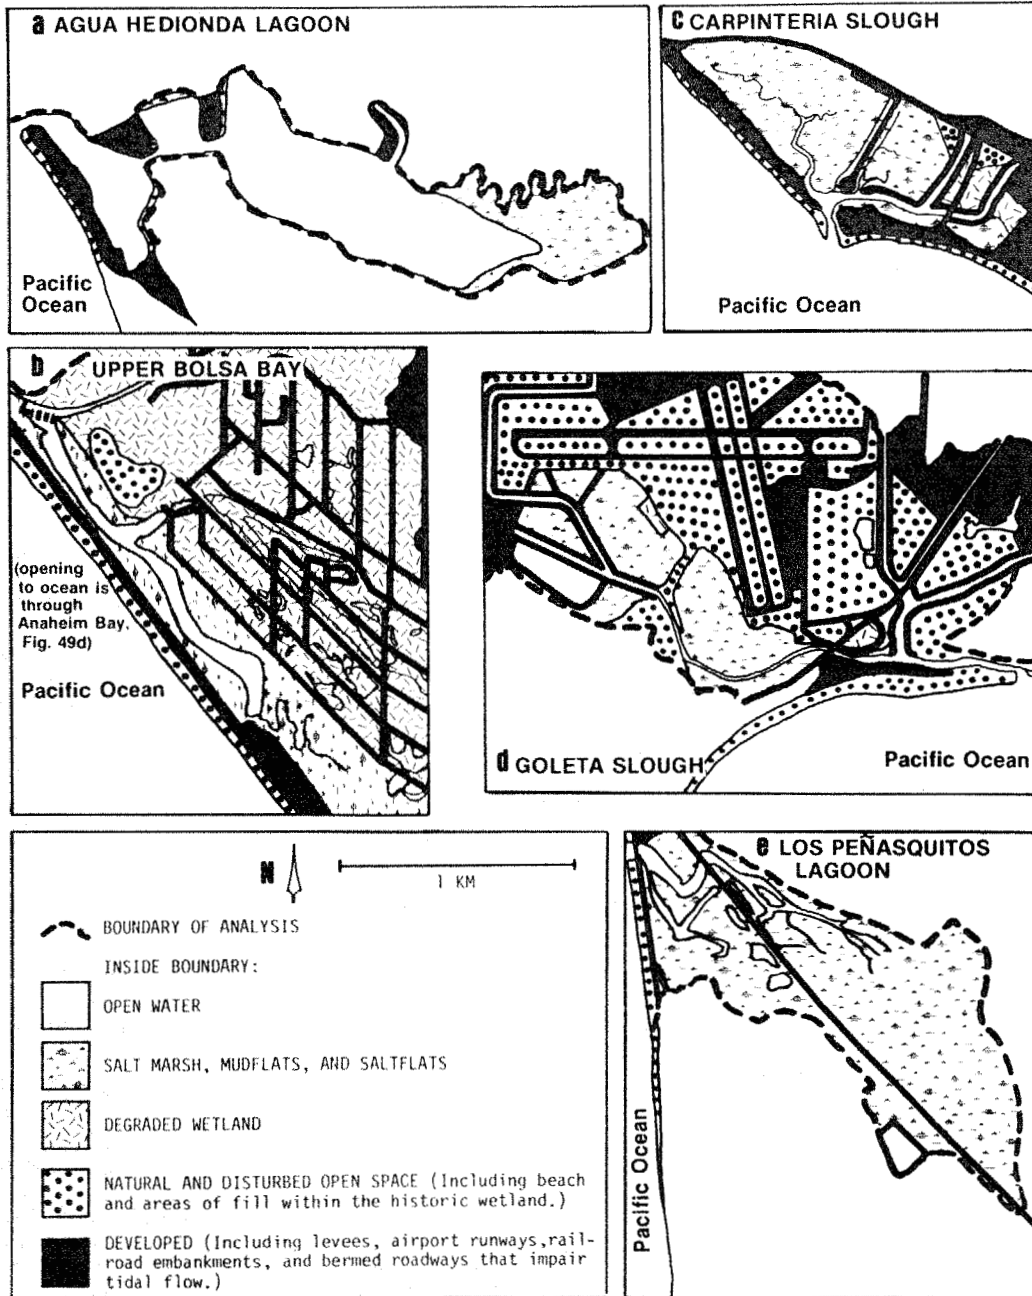 a AGUA HEDIONDA LAGOON
Pacific
Ocean
c CARPINTERIA SLOUGH
Pacific Ocean
b UPPER BOLSA BAY
(opening
to ocean is
through
Anaheim Bay,
Fig. 49d)
Pacific Ocean
d GOLETA SLOUGH
Pacific Ocean
N
1 KM
BOUNDARY OF ANALYSIS
INSIDE BOUNDARY:
OPEN WATER
SALT MARSH, MUDFLATS, AND SALTFLATS
DEGRADED WETLAND
NATURAL AND DISTURBED OPEN SPACE (Including beach
and areas of fill within the historic wetland.)
DEVELOPED (Including levees, airport runways,rail-
road embankments, and bermed roadways that impair
tidal flow.)
e LOS PEÑASQUITOS
LAGOON
Pacific Ocean